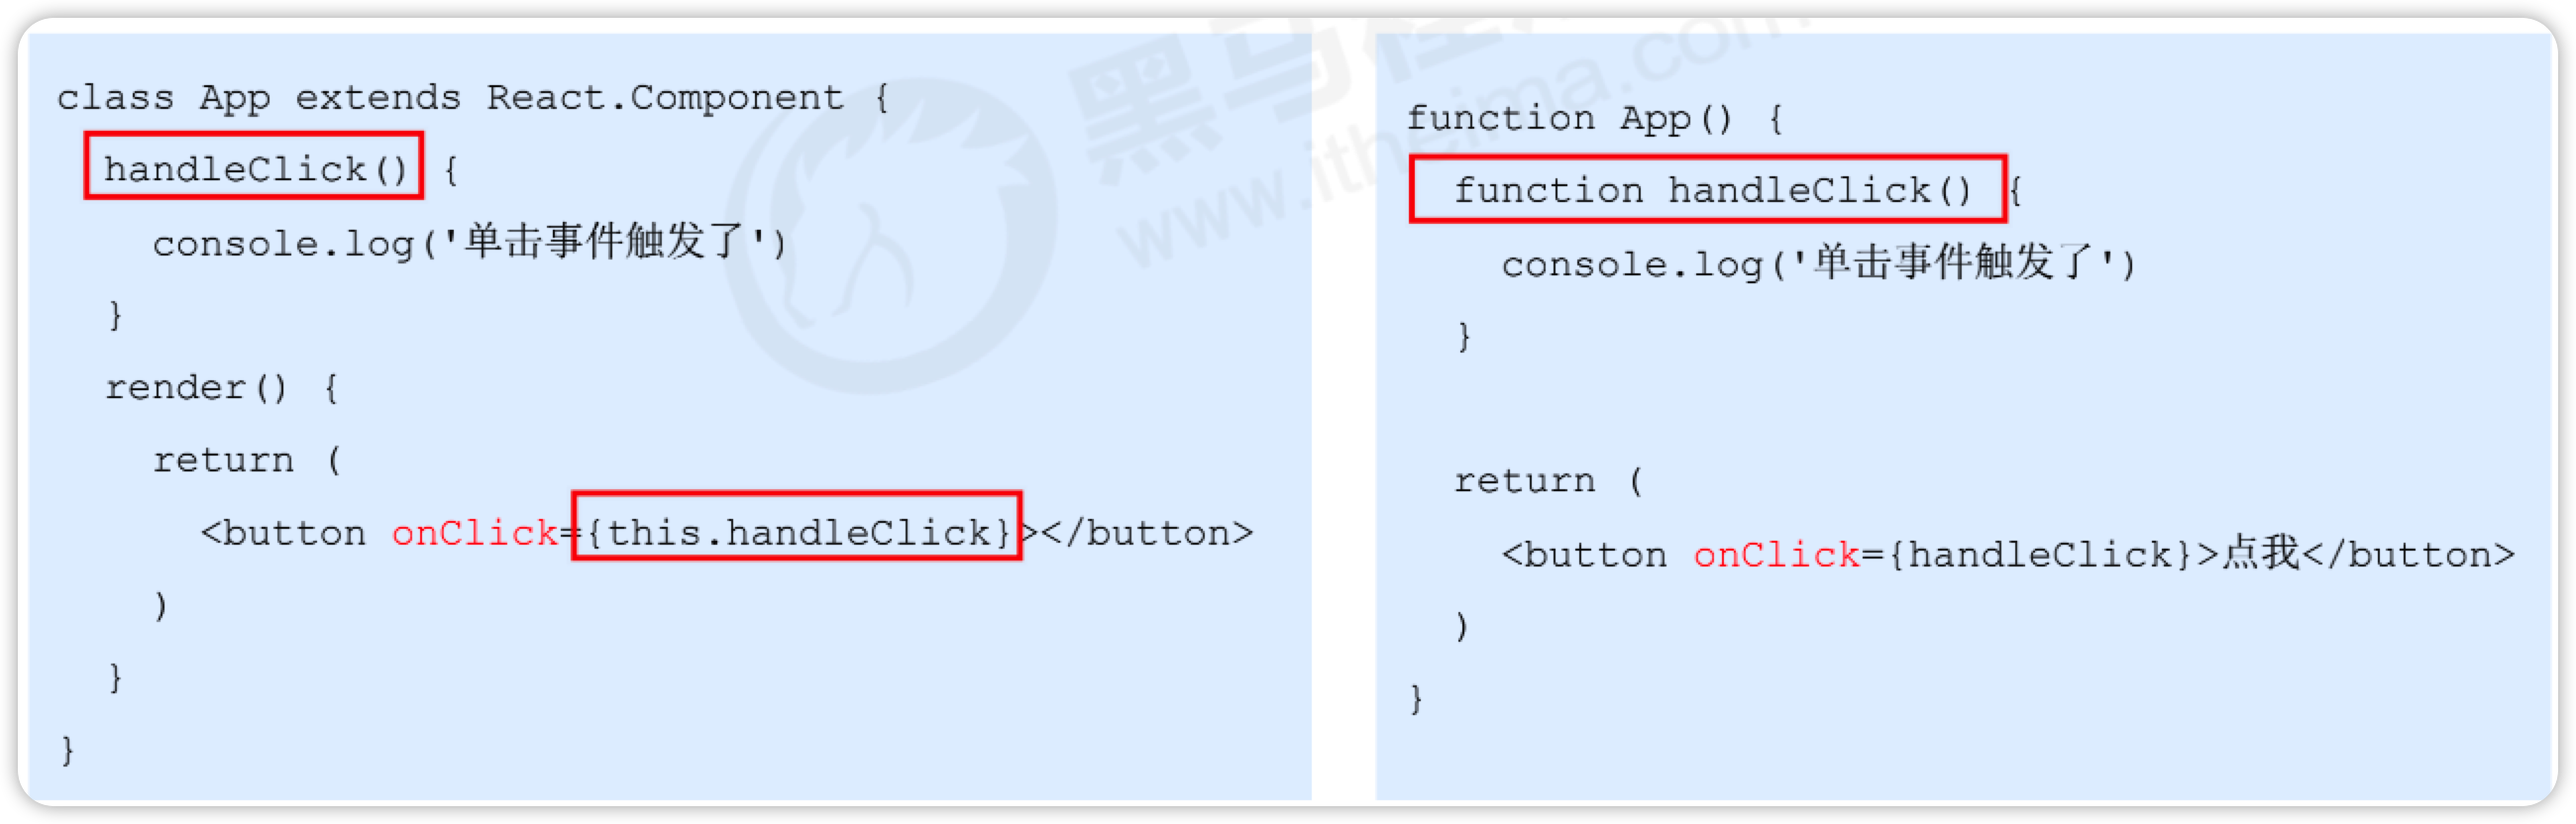 class App extends React.Component {
handleClick() {
console.log('单击事件触发了')
}
render() {
return (
<button onClick={this.handleClick}></button>
)
}
}
function App() {
function handleClick() {
console.log('单击事件触发了')
}
return (
<button onClick={handleClick}>点我</button>
)
}
黑马程
www.itheima.com